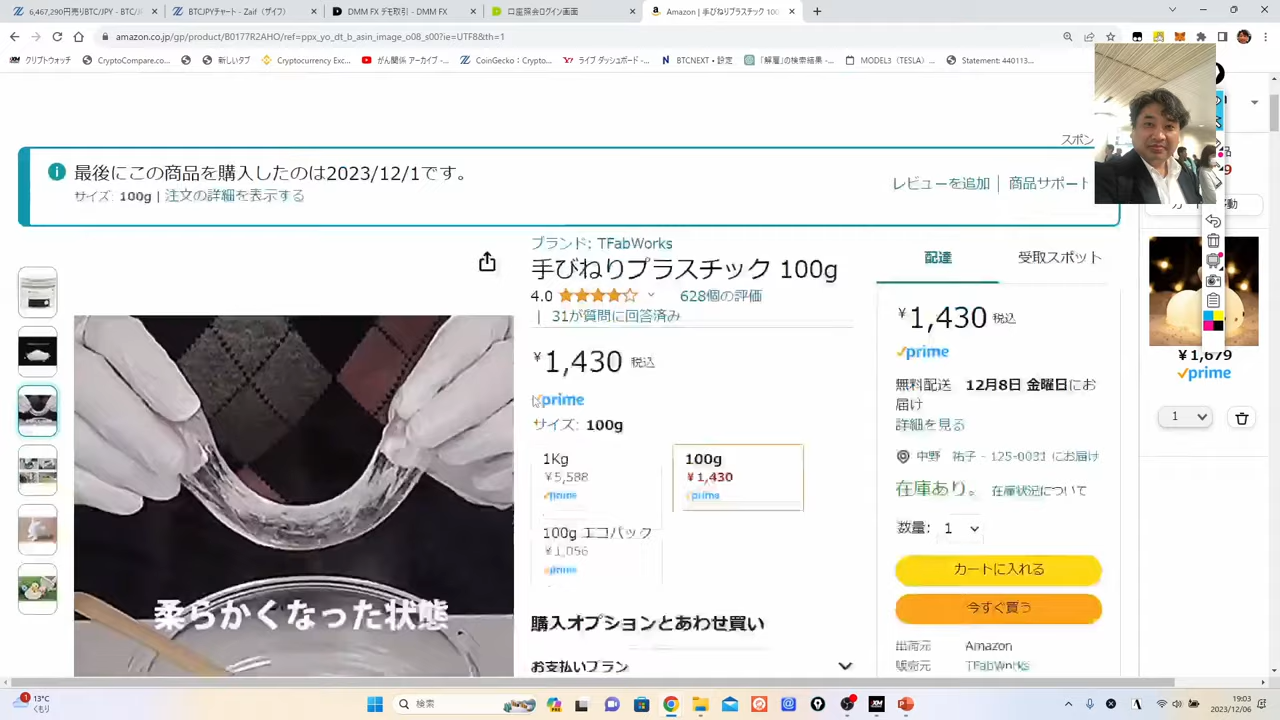 6,467,290円売りBTC/JPY - BTC/
BTCJPYチャート - Zaif（ザイフ）
DMM FX デモ取引 - DMM FX
口座照会ログイン画面
Amazon | 手びねりプラスチック 100
amazon.co.jp/gp/product/B0177R2AHO/ref=ppx_yo_dt_b_asin_image_o08_s00?ie=UTF8&th=1
クリプトウォッチ
CryptoCompare.co...
新しいタブ
Cryptocurrency Exc...
がん関係 アーカイブ -...
CoinGecko : Crypto...
ライブ ダッシュボード -...
BTCNEXT • 設定
MODEL3（TESLA）...
Statement: 440113...
スポン
最後にこの商品を購入したのは2023/12/1です。
サイズ: 100g | 注文の詳細を表示する
レビューを追加
商品サポート
ブランド: TFabWorks
手びねりプラスチック 100g
4.0
628個の評価
| 31が質問に回答済み
¥1,430 税込
prime
サイズ: 100g
1Kg
¥5,588
prime
100g
¥1,430
prime
100g エコパック
¥1,056
prime
購入オプションとあわせ買い
お支払いプラン
柔らかくなった状態
配達
受取スポット
¥1,430 税込
prime
無料配送 12月8日 金曜日にお
届け
詳細を見る
在庫あり。 在庫状況について
数量: 1
カートに入れる
今すぐ買う
出荷元 Amazon
販売元 TFabWorks
¥1,679
prime
1
13°C
くもり
検索
19:03
2023/12/06